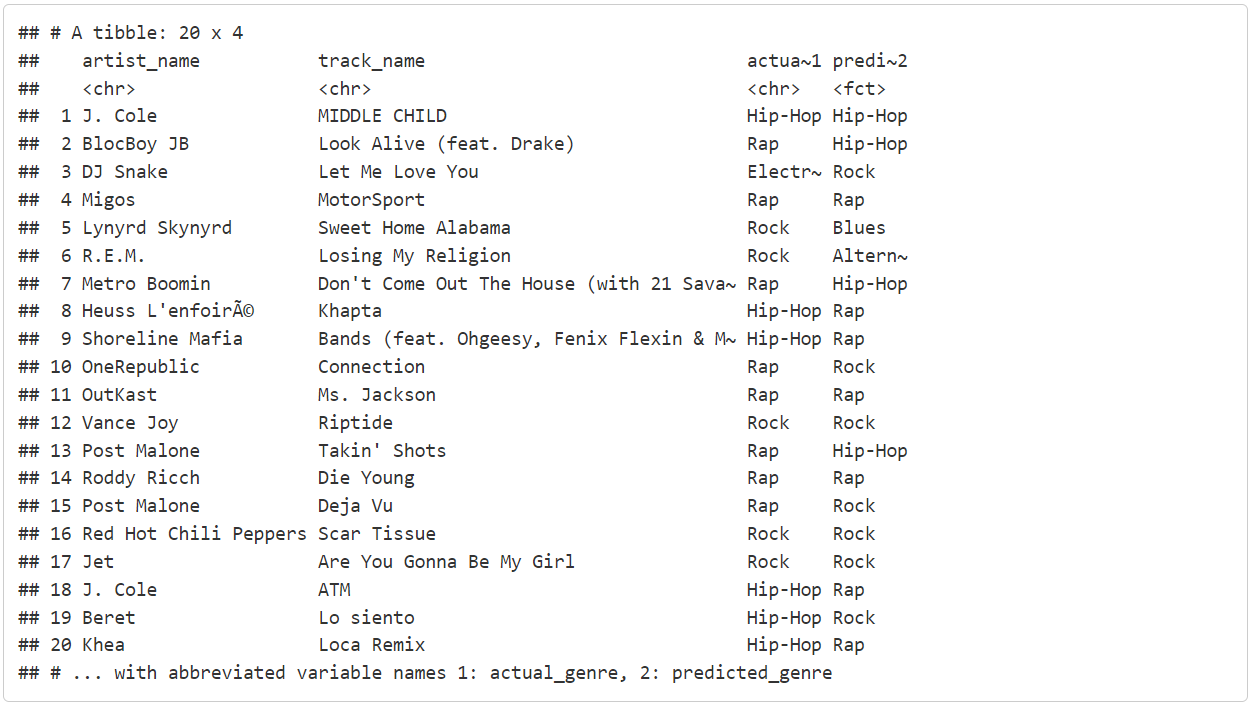 ## # A tibble: 20 x 4
##    artist_name           track_name                              actua~1 predi~2
##    <chr>                 <chr>                                   <chr>   <fct>
##  1 J. Cole               MIDDLE CHILD                            Hip-Hop Hip-Hop
##  2 BlocBoy JB            Look Alive (feat. Drake)                Rap     Hip-Hop
##  3 DJ Snake              Let Me Love You                         Electr~ Rock
##  4 Migos                 MotorSport                              Rap     Rap
##  5 Lynyrd Skynyrd        Sweet Home Alabama                      Rock    Blues
##  6 R.E.M.                Losing My Religion                      Rock    Altern~
##  7 Metro Boomin          Don't Come Out The House (with 21 Sava~ Rap     Hip-Hop
##  8 Heuss L'enfoirÃ©      Khapta                                  Hip-Hop Rap
##  9 Shoreline Mafia       Bands (feat. Ohgeesy, Fenix Flexin & M~ Hip-Hop Rap
## 10 OneRepublic           Connection                              Rap     Rock
## 11 OutKast               Ms. Jackson                             Rap     Rap
## 12 Vance Joy             Riptide                                 Rock    Rock
## 13 Post Malone           Takin' Shots                            Rap     Hip-Hop
## 14 Roddy Ricch           Die Young                               Rap     Rap
## 15 Post Malone           Deja Vu                                 Rap     Rock
## 16 Red Hot Chili Peppers Scar Tissue                             Rock    Rock
## 17 Jet                   Are You Gonna Be My Girl                Rock    Rock
## 18 J. Cole               ATM                                     Hip-Hop Rap
## 19 Beret                 Lo siento                               Hip-Hop Rock
## 20 Khea                  Loca Remix                              Hip-Hop Rap
## # ... with abbreviated variable names 1: actual_genre, 2: predicted_genre